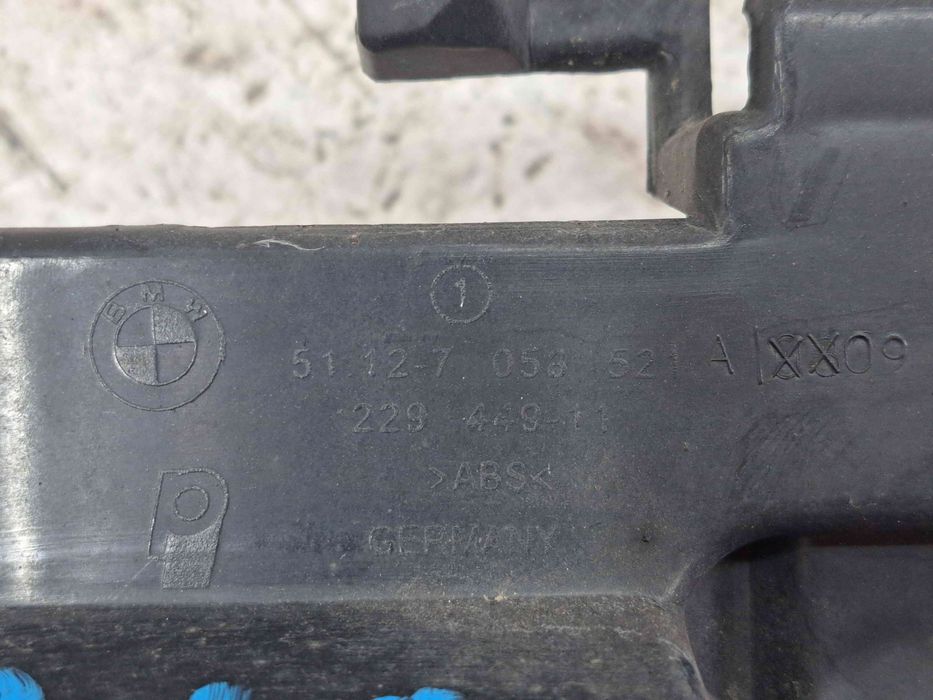 BMW
1
51.12-7 058 521 A XX09
229 449-11
>ABS<
GERMANY